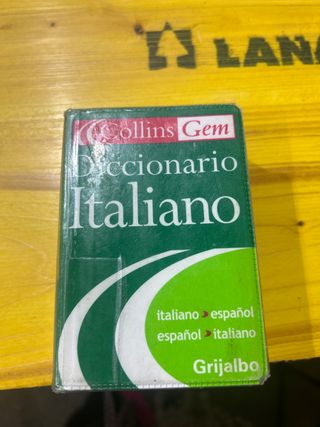 LANA
Collins Gem
Diccionario
Italiano
italiano › español
español › italiano
Grijalbo